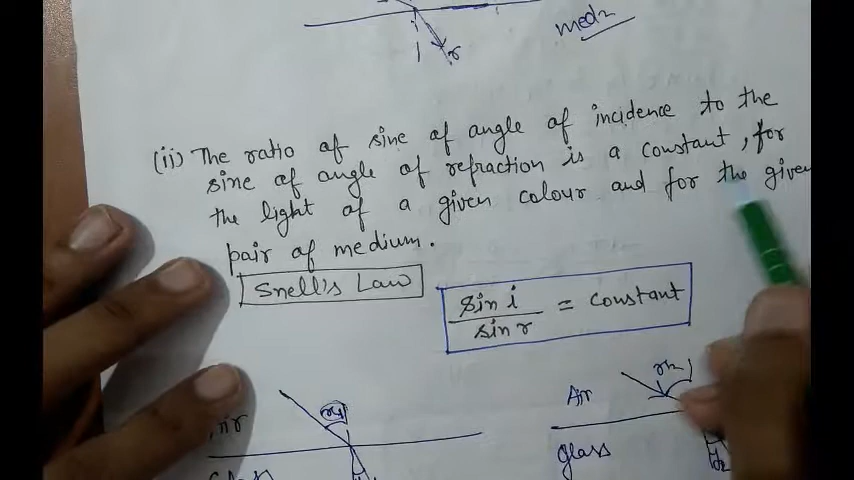 r
med2
(ii) The ratio of sine of angle of incidence to the
sine of angle of refraction is a constant, for
the light of a given colour and for the given
pair of medium.
Snell's Law
sin i
sin r
= constant
Air
glass